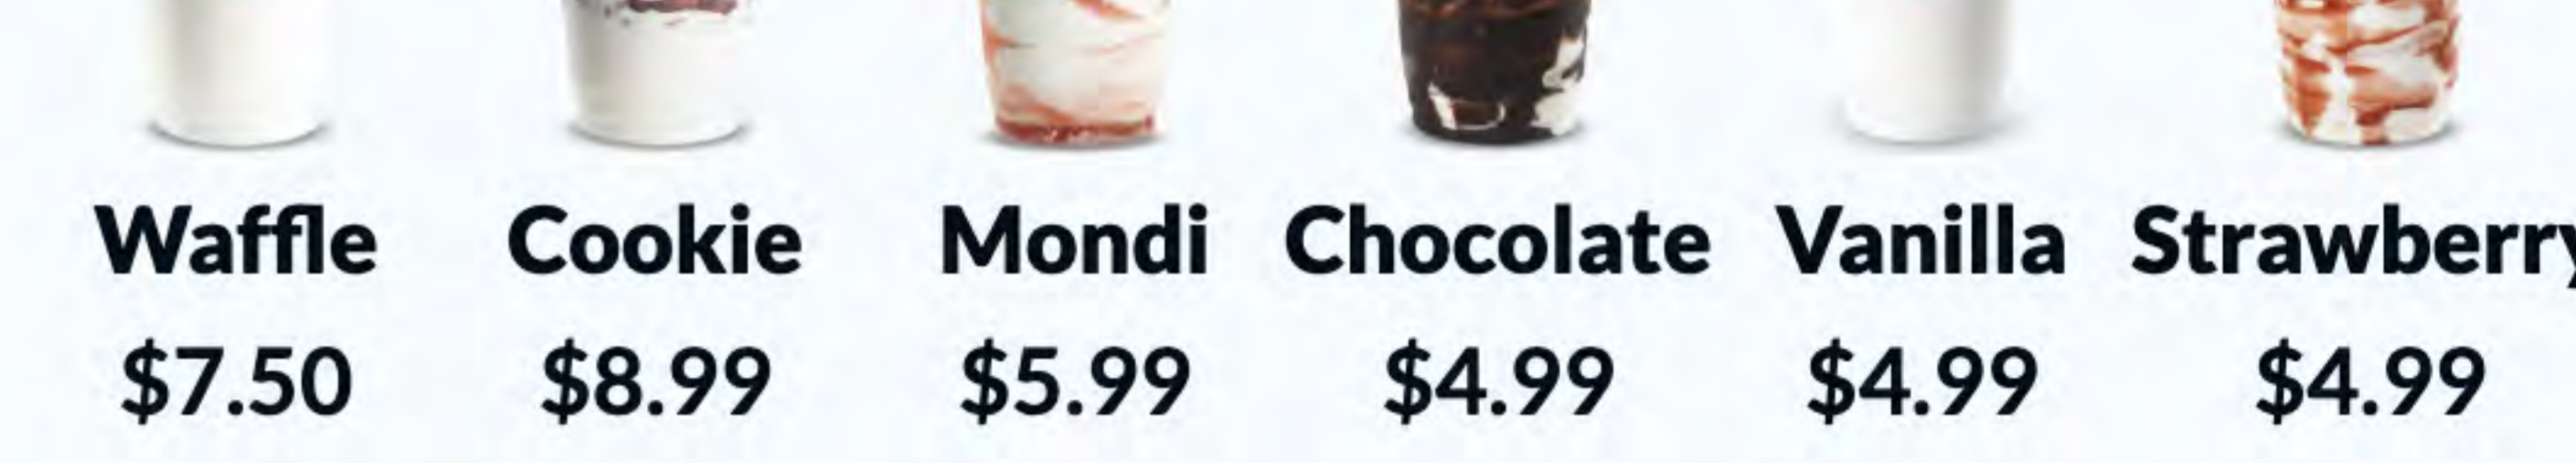 Waffle Cookie Mondi Chocolate Vanilla Strawberry
$7.50 $8.99 $5.99 $4.99 $4.99 $4.99